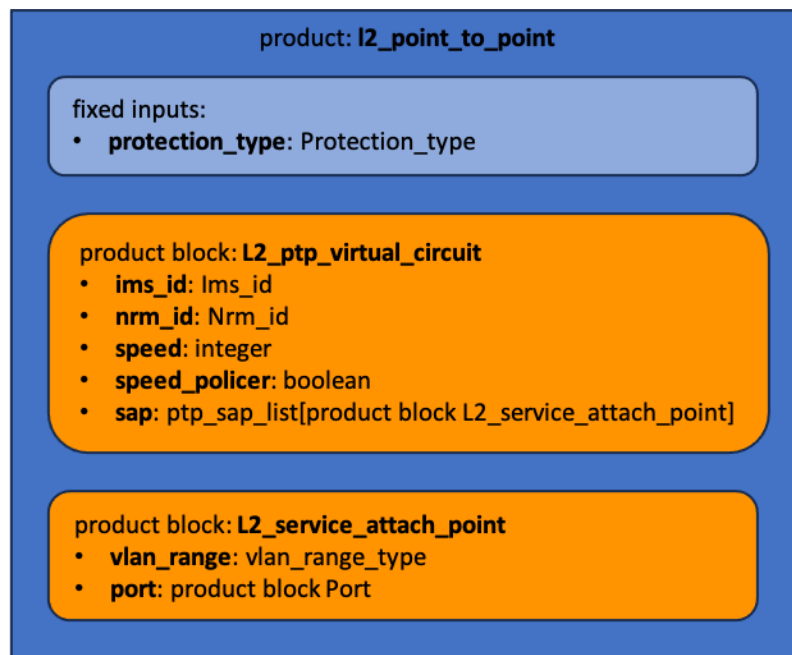 product: l2_point_to_point
fixed inputs:
• protection_type: Protection_type
product block: L2_ptp_virtual_circuit
• ims_id: Ims_id
• nrm_id: Nrm_id
• speed: integer
• speed_policer: boolean
• sap: ptp_sap_list[product block L2_service_attach_point]
product block: L2_service_attach_point
• vlan_range: vlan_range_type
• port: product block Port